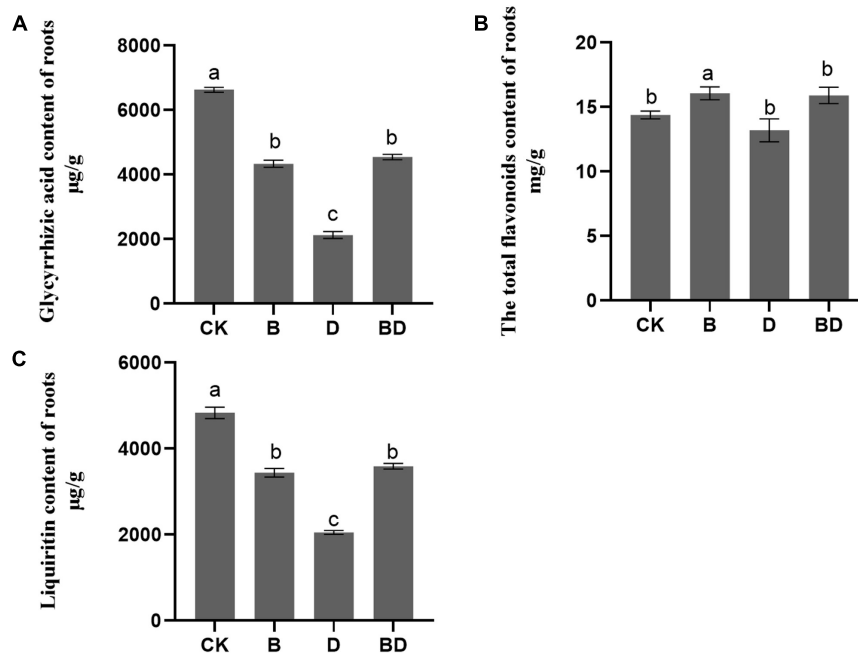 A
Glycyrrhizic acid content of roots
μg/g
8000
6000
4000
2000
0
a
b
c
b
CK B D BD
B
The total flavonoids content of roots
mg/g
20
15
10
5
0
b
a
b
b
CK B D BD
C
Liquiritin content of roots
μg/g
6000
4000
2000
0
a
b
c
b
CK B D BD